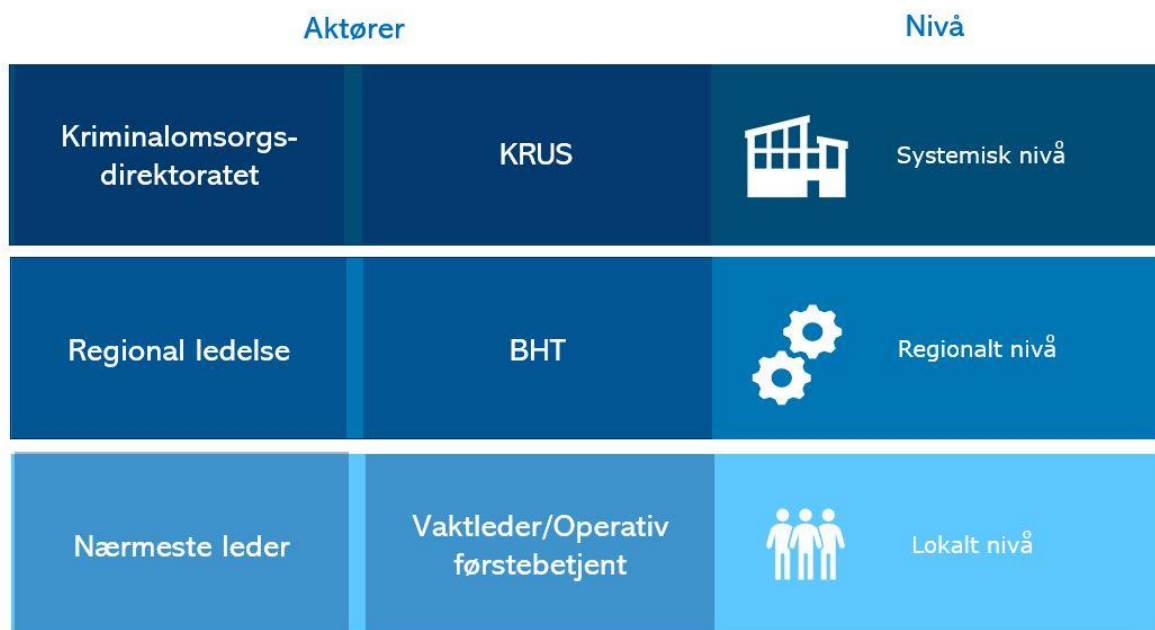 Aktører
Nivå
Kriminalomsorgs-
direktoratet
KRUS
Systemisk nivå
Regional ledelse
BHT
Regionalt nivå
Nærmeste leder
Vaktleder/Operativ
førstebetjent
Lokalt nivå